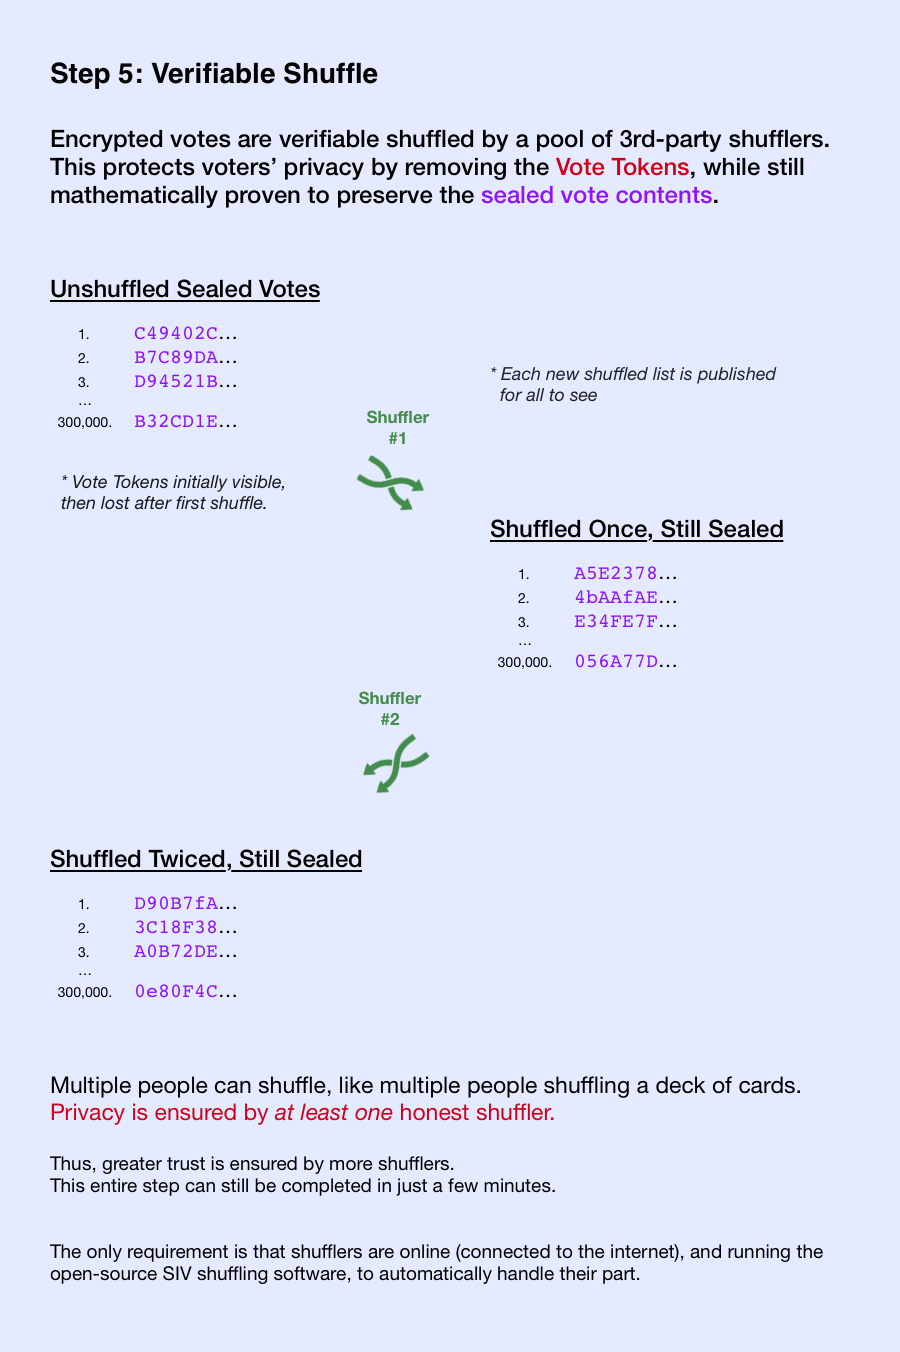 Step 5: Verifiable Shuffle
Encrypted votes are verifiable shuffled by a pool of 3rd-party shufflers.
This protects voters’ privacy by removing the Vote Tokens, while still
mathematically proven to preserve the sealed vote contents.
Unshuffled Sealed Votes
1. C49402C...
2. B7C89DA...
3. D94521B...
...
300,000. B32CD1E...
* Vote Tokens initially visible,
then lost after first shuffle.
Shuffler
#1
* Each new shuffled list is published
for all to see
Shuffled Once, Still Sealed
1. A5E2378...
2. 4bAAfAE...
3. E34FE7F...
...
300,000. 056A77D...
Shuffler
#2
Shuffled Twiced, Still Sealed
1. D90B7fA...
2. 3C18F38...
3. A0B72DE...
...
300,000. 0e80F4C...
Multiple people can shuffle, like multiple people shuffling a deck of cards.
Privacy is ensured by at least one honest shuffler.
Thus, greater trust is ensured by more shufflers.
This entire step can still be completed in just a few minutes.
The only requirement is that shufflers are online (connected to the internet), and running the
open-source SIV shuffling software, to automatically handle their part.